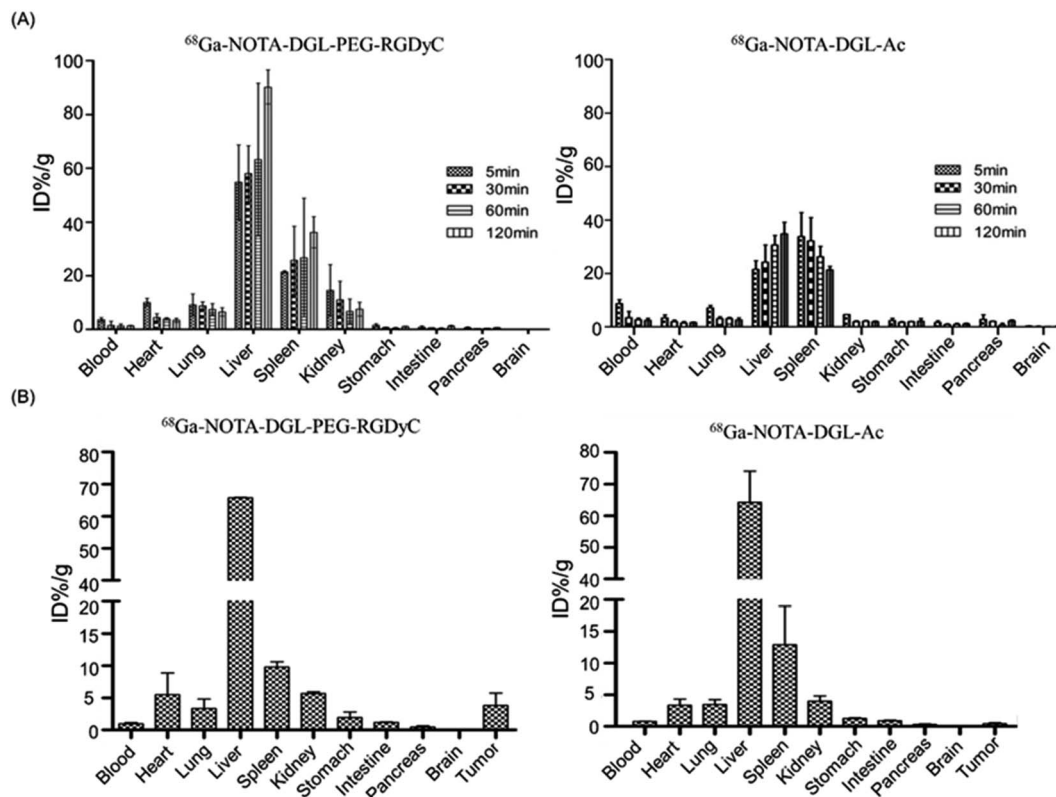 (A)
⁶⁸Ga-NOTA-DGL-PEG-RGDyC
ID%/g
100
80
60
40
20
0
5min
30min
60min
120min
Blood
Heart
Lung
Liver
Spleen
Kidney
Stomach
Intestine
Pancreas
Brain
⁶⁸Ga-NOTA-DGL-Ac
ID%/g
100
80
60
40
20
0
5min
30min
60min
120min
Blood
Heart
Lung
Liver
Spleen
Kidney
Stomach
Intestine
Pancreas
Brain
(B)
⁶⁸Ga-NOTA-DGL-PEG-RGDyC
ID%/g
80
70
60
50
40
20
15
10
5
0
Blood
Heart
Lung
Liver
Spleen
Kidney
Stomach
Intestine
Pancreas
Brain
Tumor
⁶⁸Ga-NOTA-DGL-Ac
ID%/g
80
70
60
50
40
20
15
10
5
0
Blood
Heart
Lung
Liver
Spleen
Kidney
Stomach
Intestine
Pancreas
Brain
Tumor